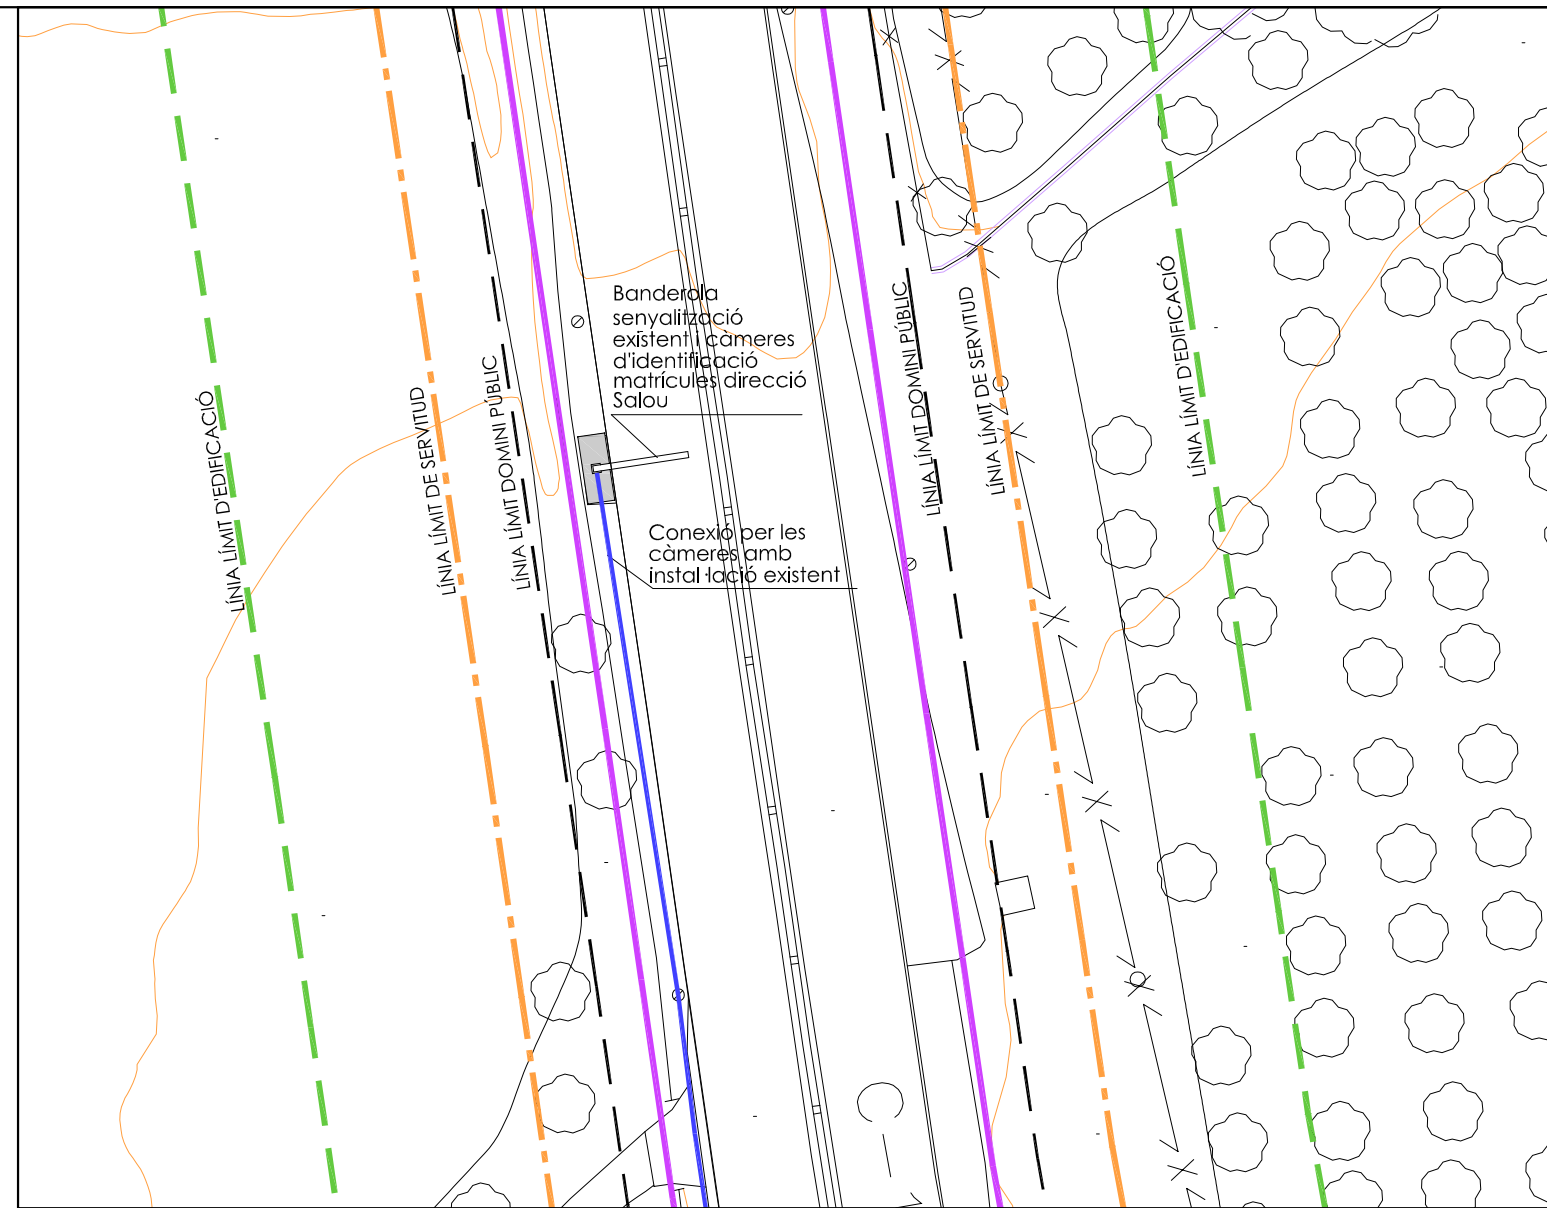 Banderola
senyalització
existent i càmeres
d'identificació
matrícules direcció
Salou
Conexió per les
càmeres amb
instal·lació existent
LÍNIA LÍMIT D'EDIFICACIÓ
LÍNIA LÍMIT DE SERVITUD
LÍNIA LÍMIT DOMINI PÚBLIC
LÍNIA LÍMIT DOMINI PÚBLIC
LÍNIA LÍMIT DE SERVITUD
LÍNIA LÍMIT D'EDIFICACIÓ